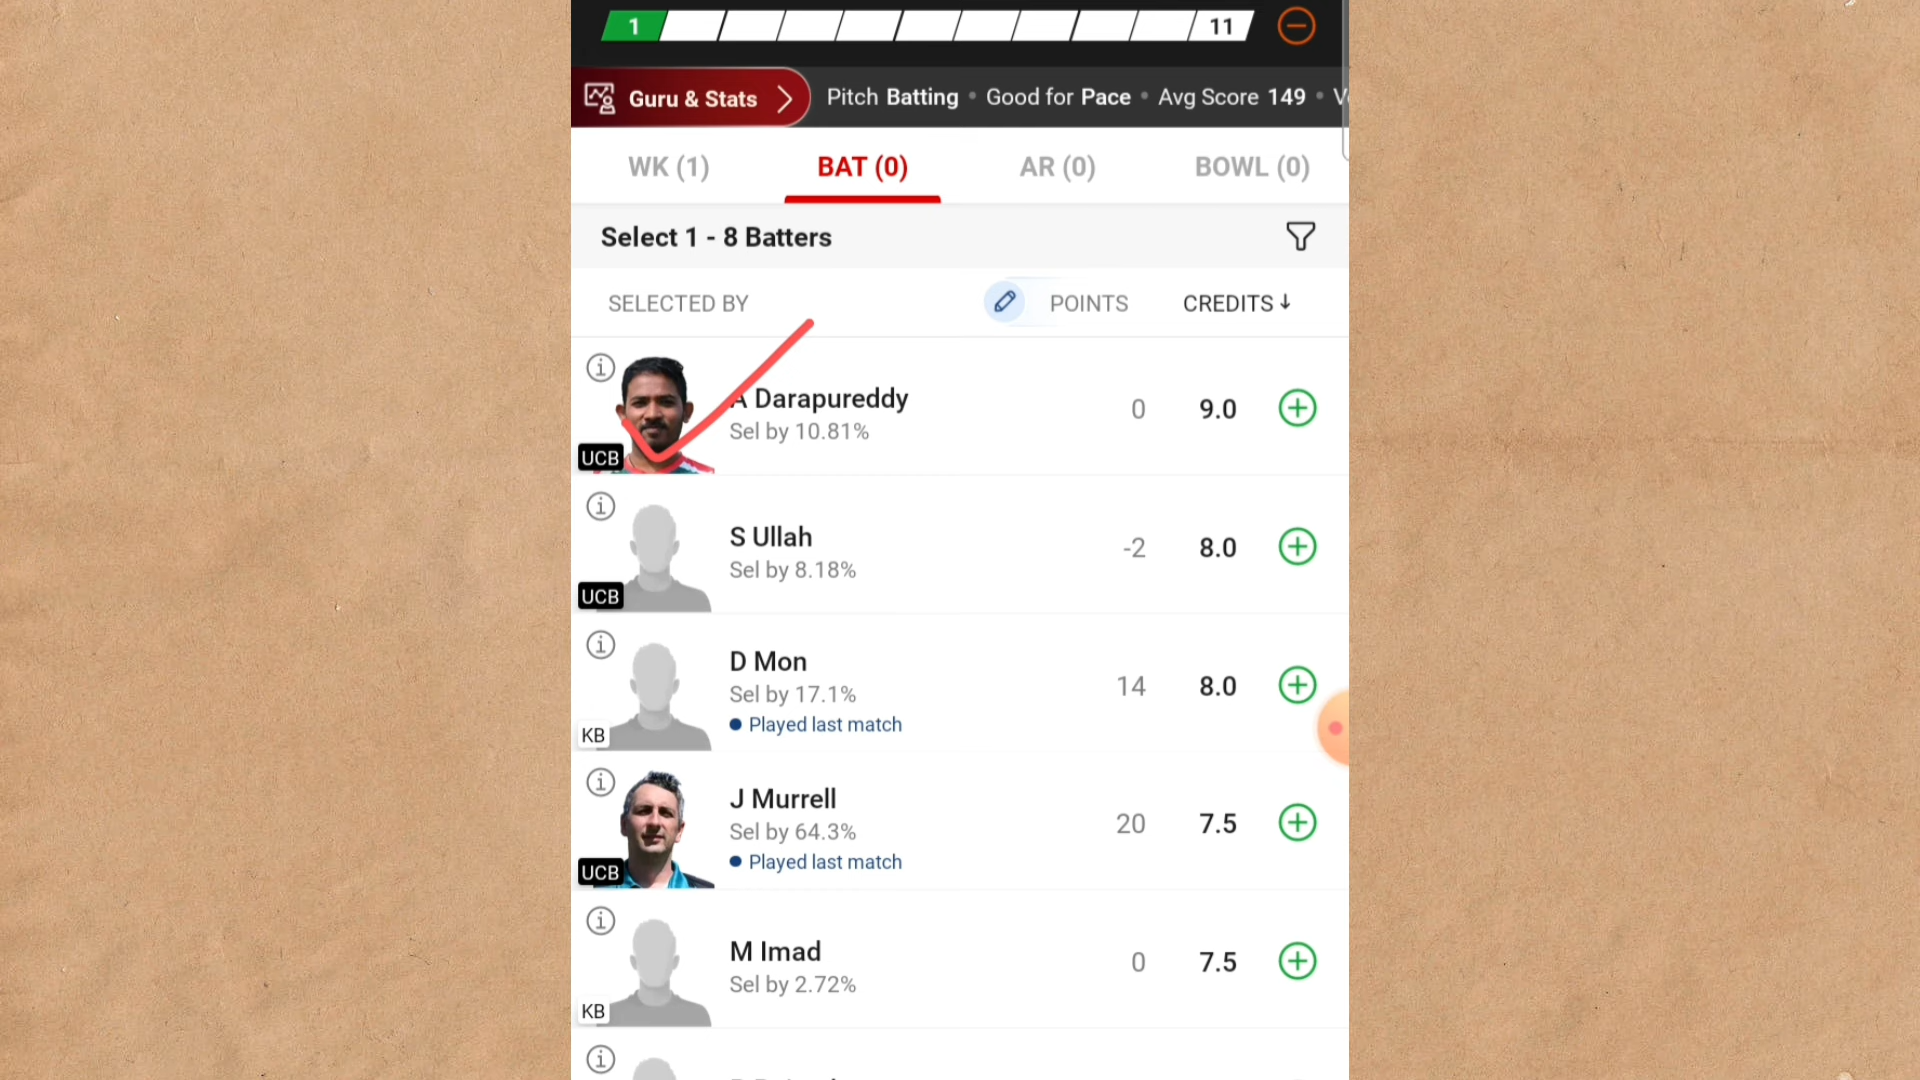 1 11
Guru & Stats Pitch Batting • Good for Pace • Avg Score 149 •
WK (1) BAT (0) AR (0) BOWL (0)
Select 1 - 8 Batters
SELECTED BY POINTS CREDITS ↓
A Darapureddy 0 9.0
Sel by 10.81%
UCB
S Ullah -2 8.0
Sel by 8.18%
UCB
D Mon 14 8.0
Sel by 17.1%
• Played last match
KB
J Murrell 20 7.5
Sel by 64.3%
• Played last match
UCB
M Imad 0 7.5
Sel by 2.72%
KB